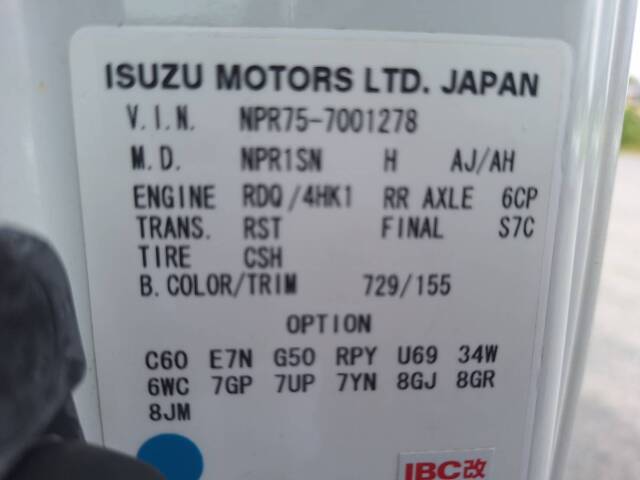 ISUZU MOTORS LTD. JAPAN
V.I.N. NPR75-7001278
M.D. NPR1SN H AJ/AH
ENGINE RDQ/4HK1 RR AXLE 6CP
TRANS. RST FINAL S7C
TIRE CSH
B.COLOR/TRIM 729/155
OPTION
C60 E7N G50 RPY U69 34W
6WC 7GP 7UP 7YN 8GJ 8GR
8JM
IBC改